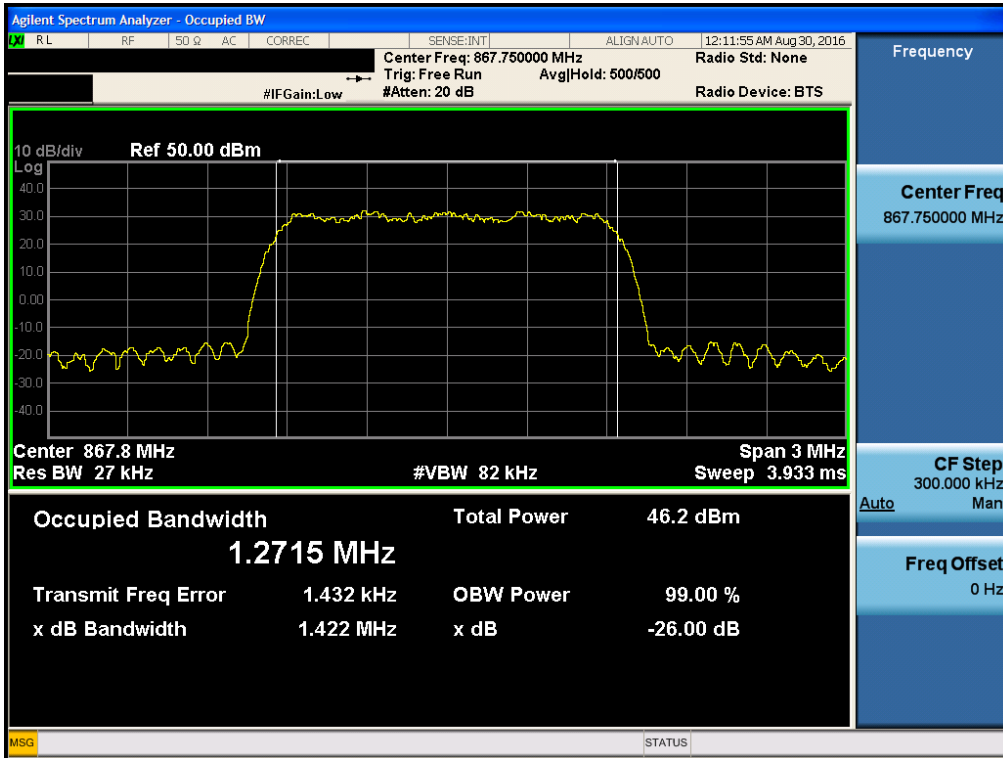 Agilent Spectrum Analyzer - Occupied BW
LXI RL RF 50 Ω AC CORREC SENSE:INT ALIGN AUTO 12:11:55 AM Aug 30, 2016
Center Freq: 867.750000 MHz Radio Std: None
Trig: Free Run Avg|Hold: 500/500
#IFGain:Low #Atten: 20 dB Radio Device: BTS
10 dB/div Ref 50.00 dBm
Log
40.0
30.0
20.0
10.0
0.00
-10.0
-20.0
-30.0
-40.0
Center 867.8 MHz Span 3 MHz
Res BW 27 kHz #VBW 82 kHz Sweep 3.933 ms
Occupied Bandwidth Total Power 46.2 dBm
1.2715 MHz
Transmit Freq Error 1.432 kHz OBW Power 99.00 %
x dB Bandwidth 1.422 MHz x dB -26.00 dB
Frequency
Center Freq
867.750000 MHz
CF Step
300.000 kHz
Auto Man
Freq Offset
0 Hz
MSG STATUS